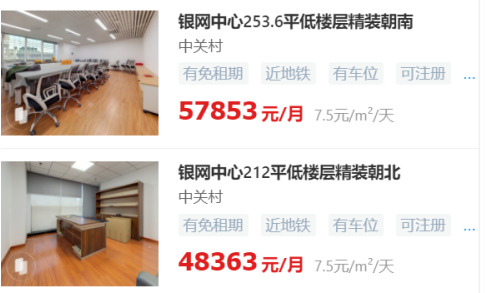 银网中心253.6平低楼层精装朝南
中关村
有免租期 近地铁 有车位 可注册 ...
57853元/月 7.5元/m²/天
银网中心212平低楼层精装朝北
中关村
有免租期 近地铁 有车位 可注册 ...
48363元/月 7.5元/m²/天